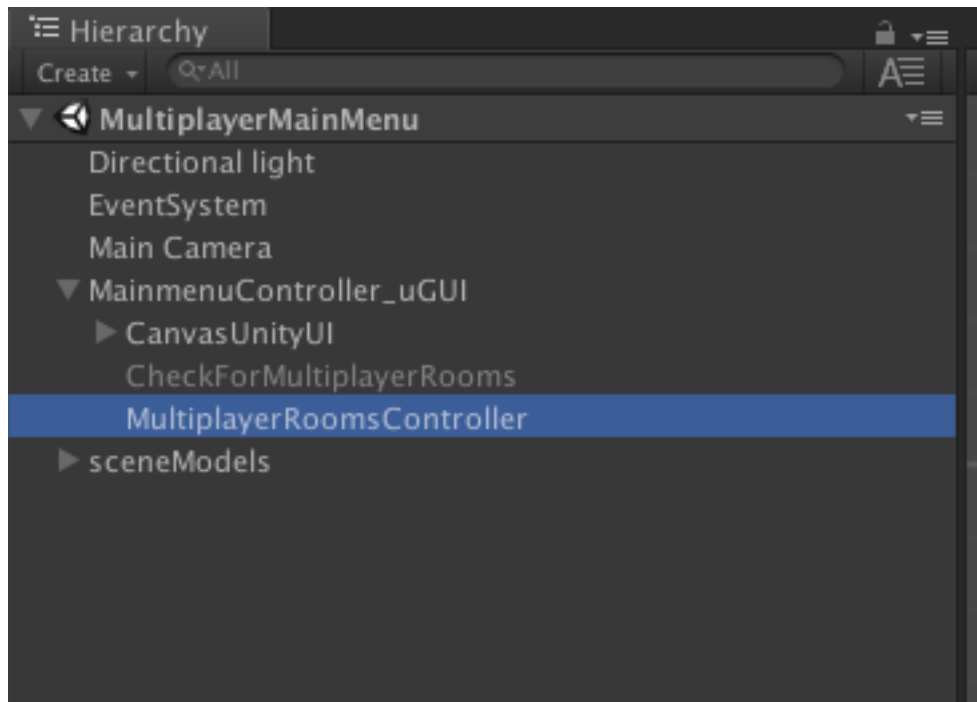 Hierarchy
Create All
MultiplayerMainMenu
Directional light
EventSystem
Main Camera
MainmenuController_uGUI
CanvasUnityUI
CheckForMultiplayerRooms
MultiplayerRoomsController
sceneModels